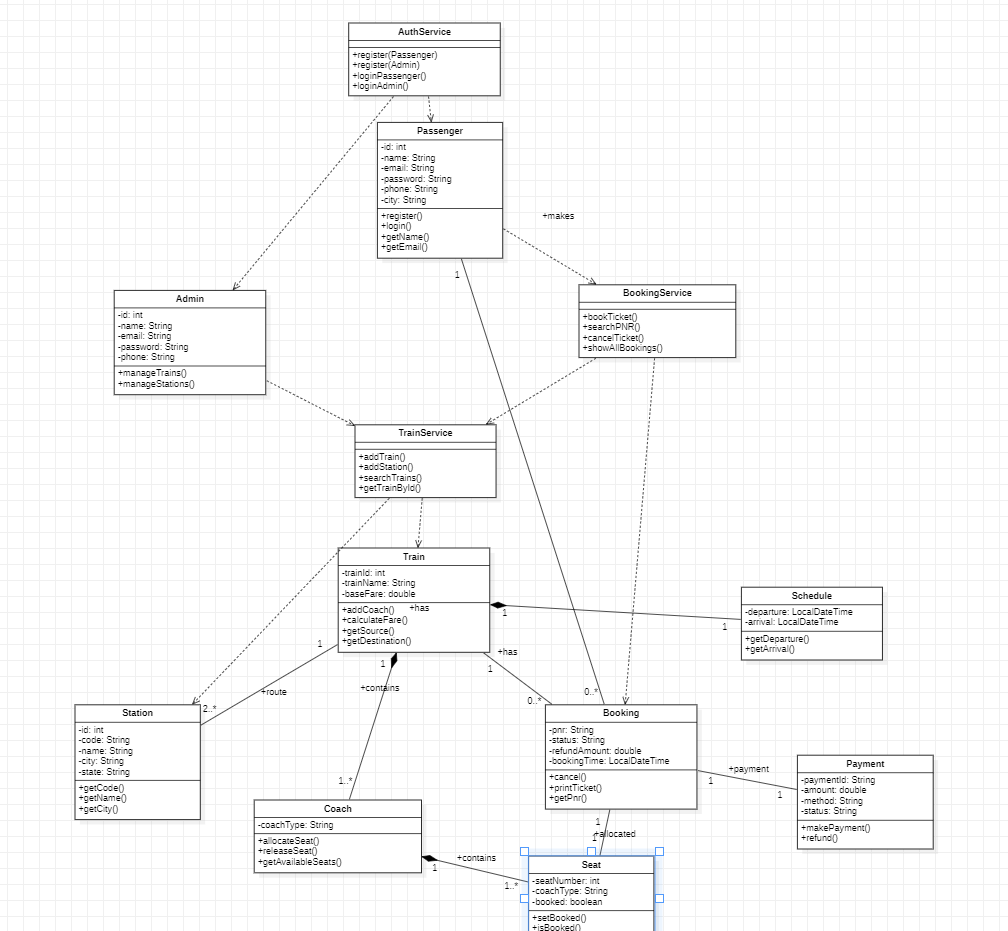 AuthService
+register(Passenger)
+register(Admin)
+loginPassenger()
+loginAdmin()
Passenger
-id: int
-name: String
-email: String
-password: String
-phone: String
-city: String
+register()
+login()
+getName()
+getEmail()
+makes
1
BookingService
+bookTicket()
+searchPNR()
+cancelTicket()
+showAllBookings()
Admin
-id: int
-name: String
-email: String
-password: String
-phone: String
+manageTrains()
+manageStations()
TrainService
+addTrain()
+addStation()
+searchTrains()
+getTrainById()
Train
-trainId: int
-trainName: String
-baseFare: double
+addCoach()
+calculateFare()
+getSource()
+getDestination()
+has
1
1
Schedule
-departure: LocalDateTime
-arrival: LocalDateTime
+getDeparture()
+getArrival()
1
+route
2..*
1
+contains
1..*
+has
1
0..*
0..*
Station
-id: int
-code: String
-name: String
-city: String
-state: String
+getCode()
+getName()
+getCity()
Booking
-pnr: String
-status: String
-refundAmount: double
-bookingTime: LocalDateTime
+cancel()
+printTicket()
+getPnr()
+payment
1
1
Payment
-paymentId: String
-amount: double
-method: String
-status: String
+makePayment()
+refund()
Coach
-coachType: String
+allocateSeat()
+releaseSeat()
+getAvailableSeats()
+contains
1
1..*
1
+allocated
1
Seat
-seatNumber: int
-coachType: String
-booked: boolean
+setBooked()
+isBooked()